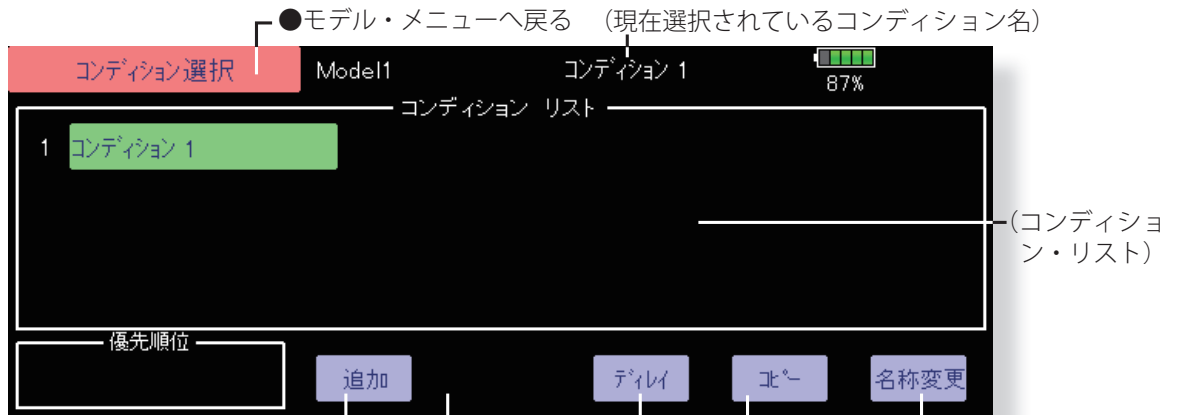 ●モデル・メニューへ戻る （現在選択されているコンディション名）
コンディション選択 Model1 コンディション 1 87%
コンディション リスト
1 コンディション 1
（コンディショ
ン・リスト）
優先順位
追加 ディレイ コピー 名称変更